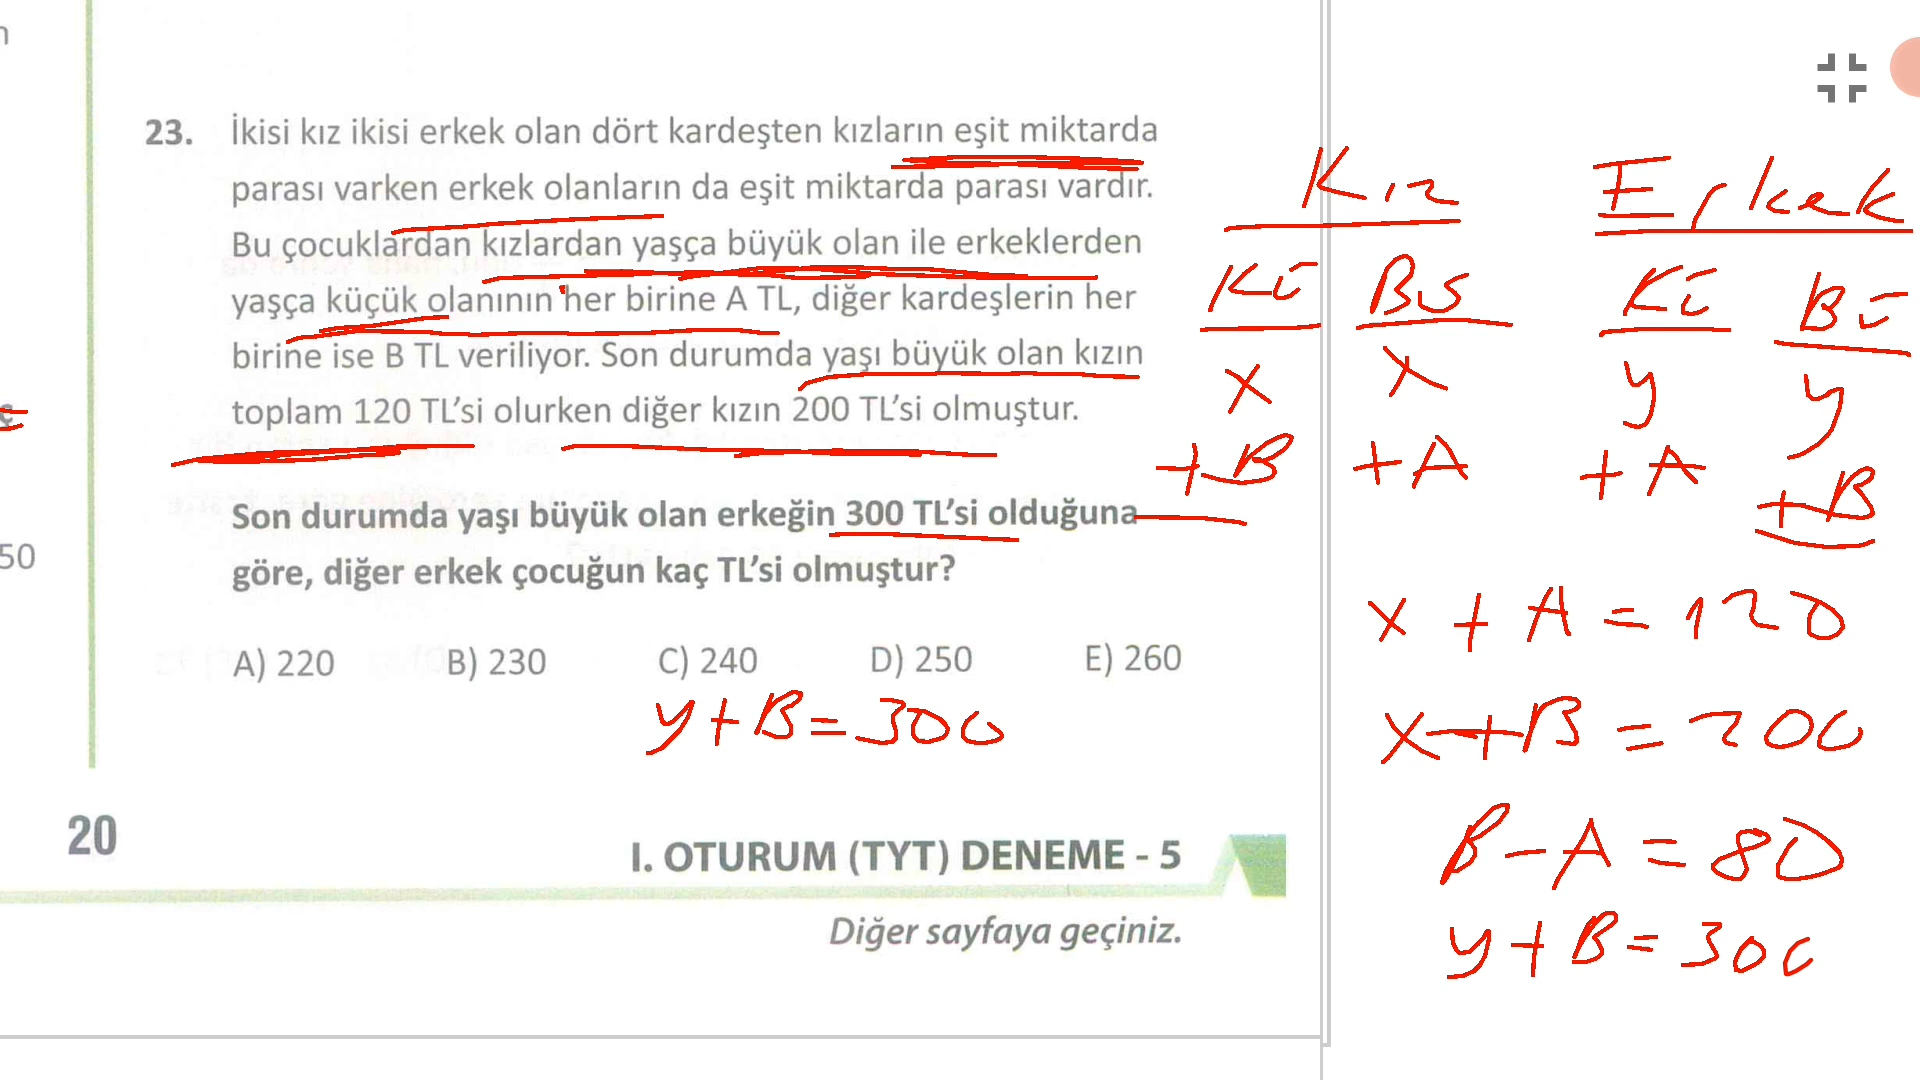 23. İkisi kız ikisi erkek olan dört kardeşten kızların eşit miktarda
parası varken erkek olanların da eşit miktarda parası vardır.
Bu çocuklardan kızlardan yaşça büyük olan ile erkeklerden
yaşça küçük olanının her birine A TL, diğer kardeşlerin her
birine ise B TL veriliyor. Son durumda yaşı büyük olan kızın
toplam 120 TL'si olurken diğer kızın 200 TL'si olmuştur.
Son durumda yaşı büyük olan erkeğin 300 TL'si olduğuna
göre, diğer erkek çocuğun kaç TL'si olmuştur?
A) 220 B) 230 C) 240 D) 250 E) 260
y+B=300
50
20
I. OTURUM (TYT) DENEME - 5
Diğer sayfaya geçiniz.
Kız Erkek
Kü Bü Kü Bü
x x y y
+B +A +A +B
x + A = 120
x+B = 200
B-A = 80
y+B=300